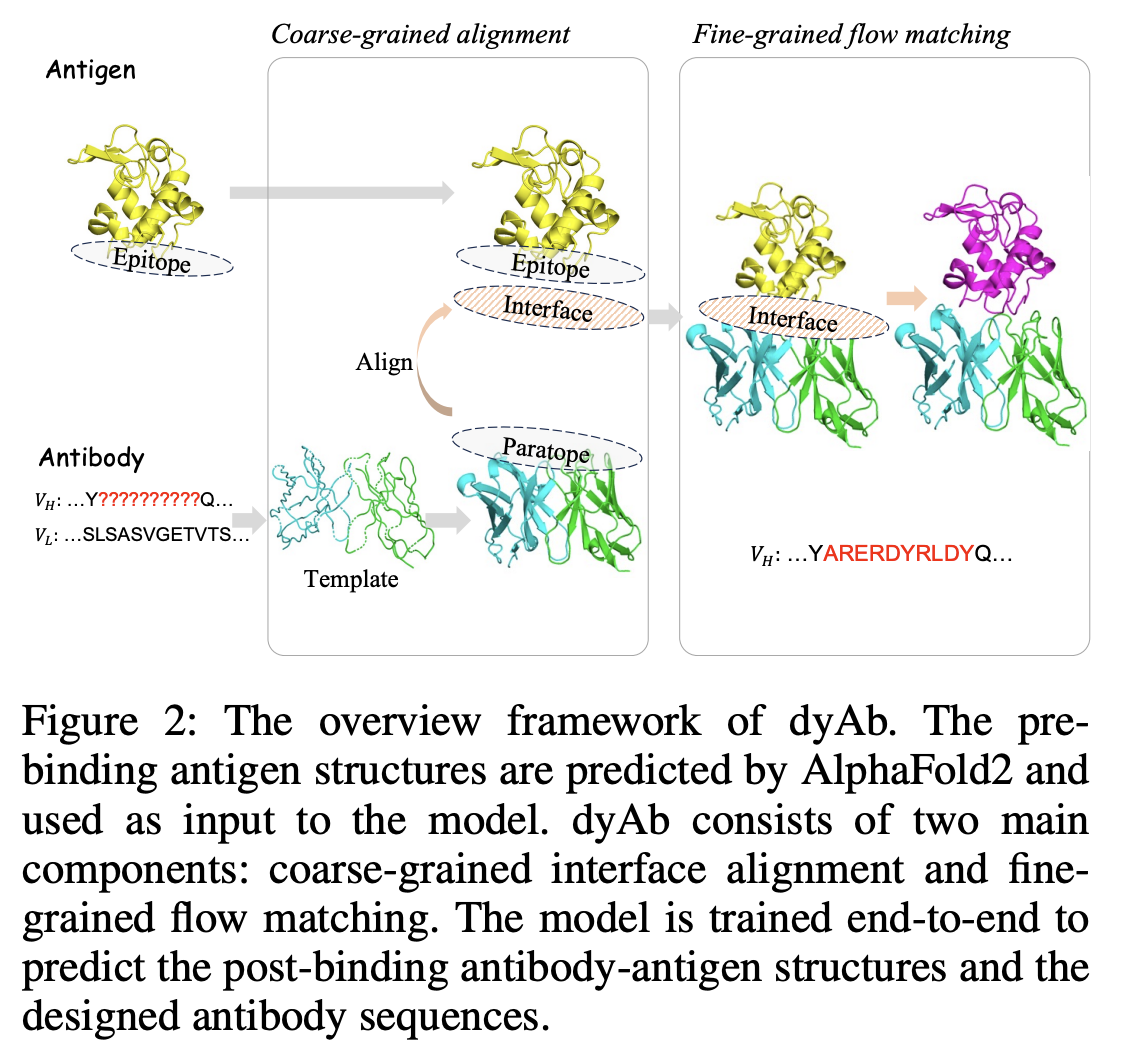 Coarse-grained alignment
Fine-grained flow matching
Antigen
Epitope
Epitope
Interface
Interface
Align
Paratope
Antibody
V_H: ...Y??????????Q...
V_L: ...SLSASVGETVTS...
Template
V_H: ...YARERDYRLDYQ...
Figure 2: The overview framework of dyAb. The pre-
binding antigen structures are predicted by AlphaFold2 and
used as input to the model. dyAb consists of two main
components: coarse-grained interface alignment and fine-
grained flow matching. The model is trained end-to-end to
predict the post-binding antibody-antigen structures and the
designed antibody sequences.